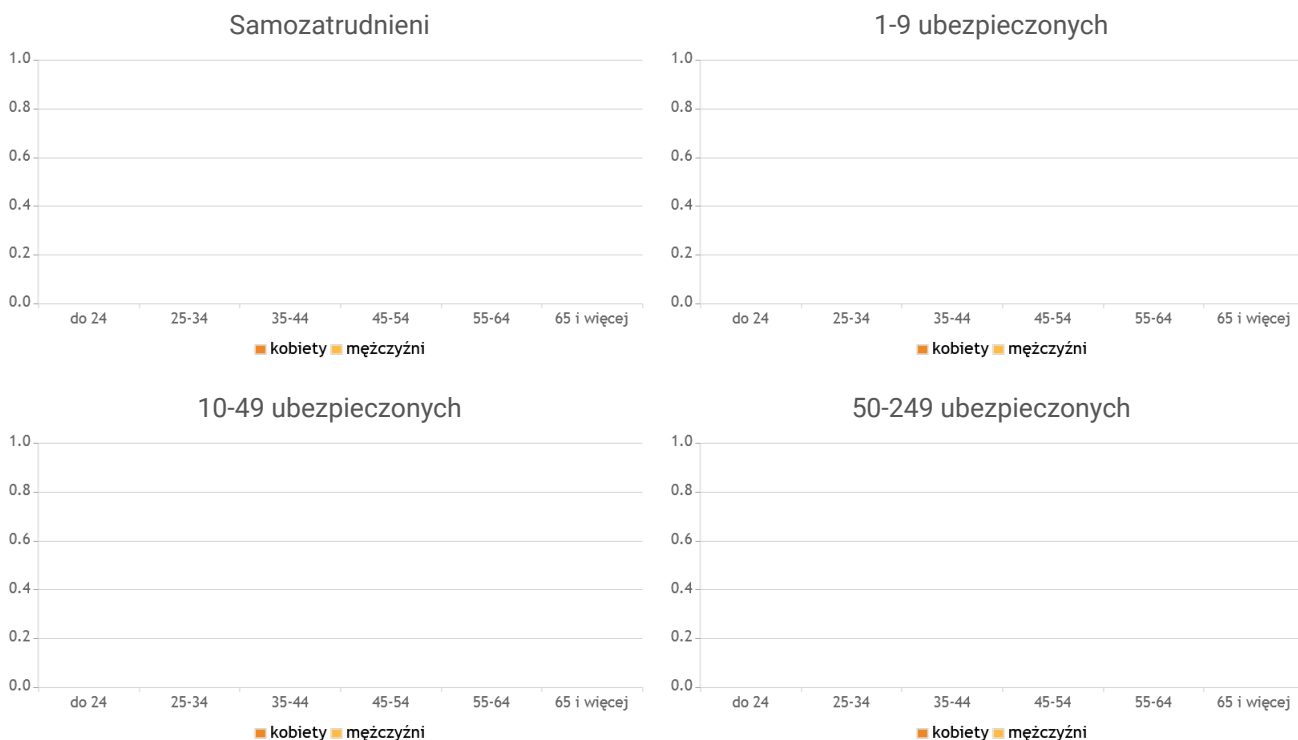 Samozatrudnieni
1.0
0.8
0.6
0.4
0.2
0.0
do 24 25-34 35-44 45-54 55-64 65 i więcej
kobiety mężczyźni
1-9 ubezpieczonych
1.0
0.8
0.6
0.4
0.2
0.0
do 24 25-34 35-44 45-54 55-64 65 i więcej
kobiety mężczyźni
10-49 ubezpieczonych
1.0
0.8
0.6
0.4
0.2
0.0
do 24 25-34 35-44 45-54 55-64 65 i więcej
kobiety mężczyźni
50-249 ubezpieczonych
1.0
0.8
0.6
0.4
0.2
0.0
do 24 25-34 35-44 45-54 55-64 65 i więcej
kobiety mężczyźni